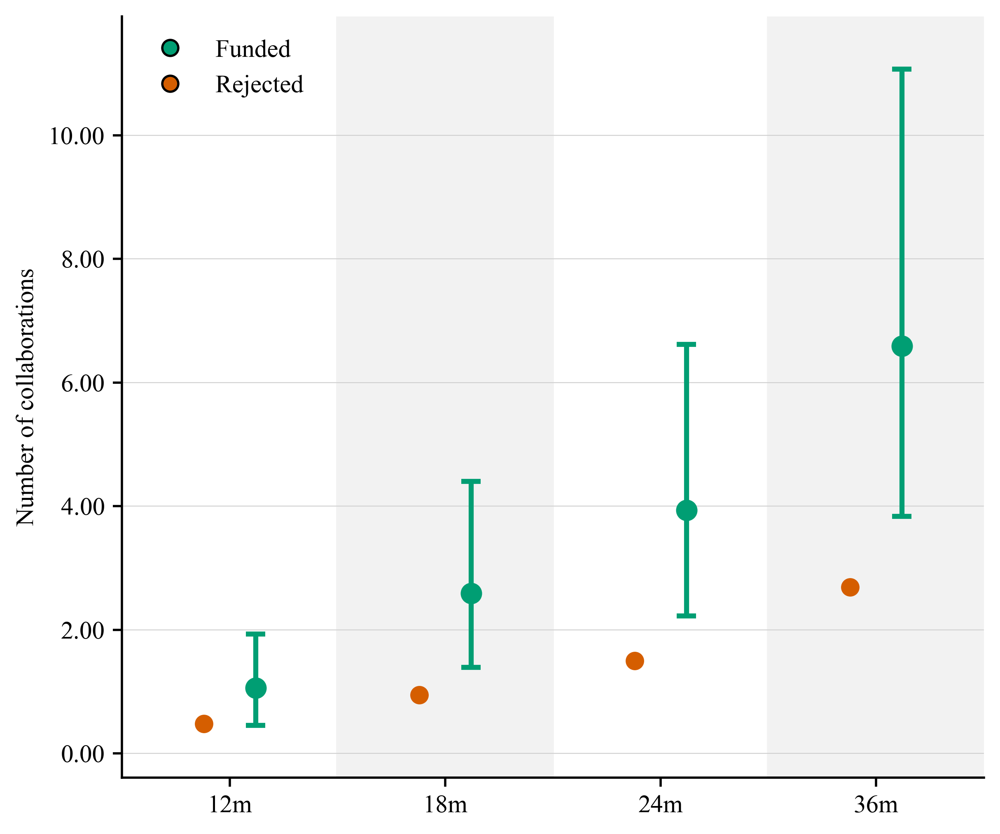 Funded
Rejected
Number of collaborations
10.00
8.00
6.00
4.00
2.00
0.00
12m
18m
24m
36m